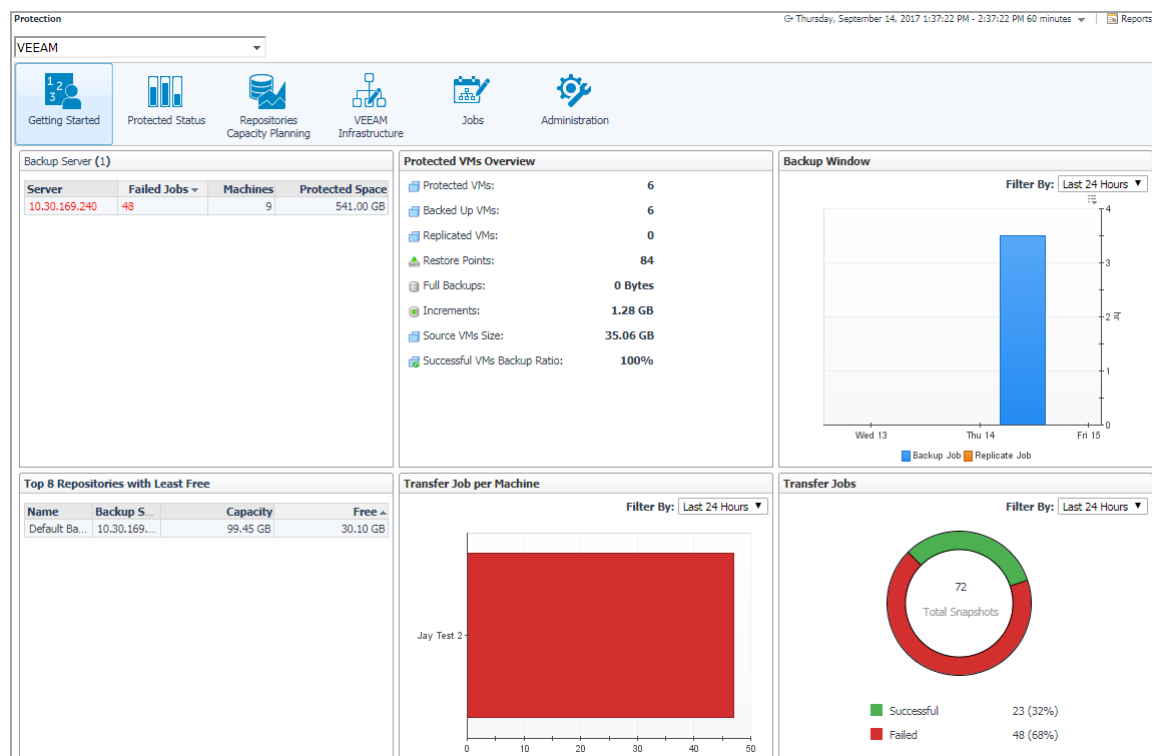 Protection
Thursday, September 14, 2017 1:37:22 PM - 2:37:22 PM 60 minutes
Reports
VEEAM
1 2 3
Getting Started
Protected Status
Repositories
Capacity Planning
VEEAM
Infrastructure
Jobs
Administration
Backup Server (1)
Server Failed Jobs Machines Protected Space
10.30.169.240 48 9 541.00 GB
Protected VMs Overview
Protected VMs: 6
Backed Up VMs: 6
Replicated VMs: 0
Restore Points: 84
Full Backups: 0 Bytes
Increments: 1.28 GB
Source VMs Size: 35.06 GB
Successful VMs Backup Ratio: 100%
Backup Window
Filter By: Last 24 Hours
4
3
2
hr
1
0
Wed 13 Thu 14 Fri 15
Backup Job Replicate Job
Top 8 Repositories with Least Free
Name Backup S... Capacity Free
Default Ba... 10.30.169.... 99.45 GB 30.10 GB
Transfer Job per Machine
Filter By: Last 24 Hours
Jay Test 2
0 10 20 30 40 50
Transfer Jobs
Filter By: Last 24 Hours
72
Total Snapshots
Successful 23 (32%)
Failed 48 (68%)